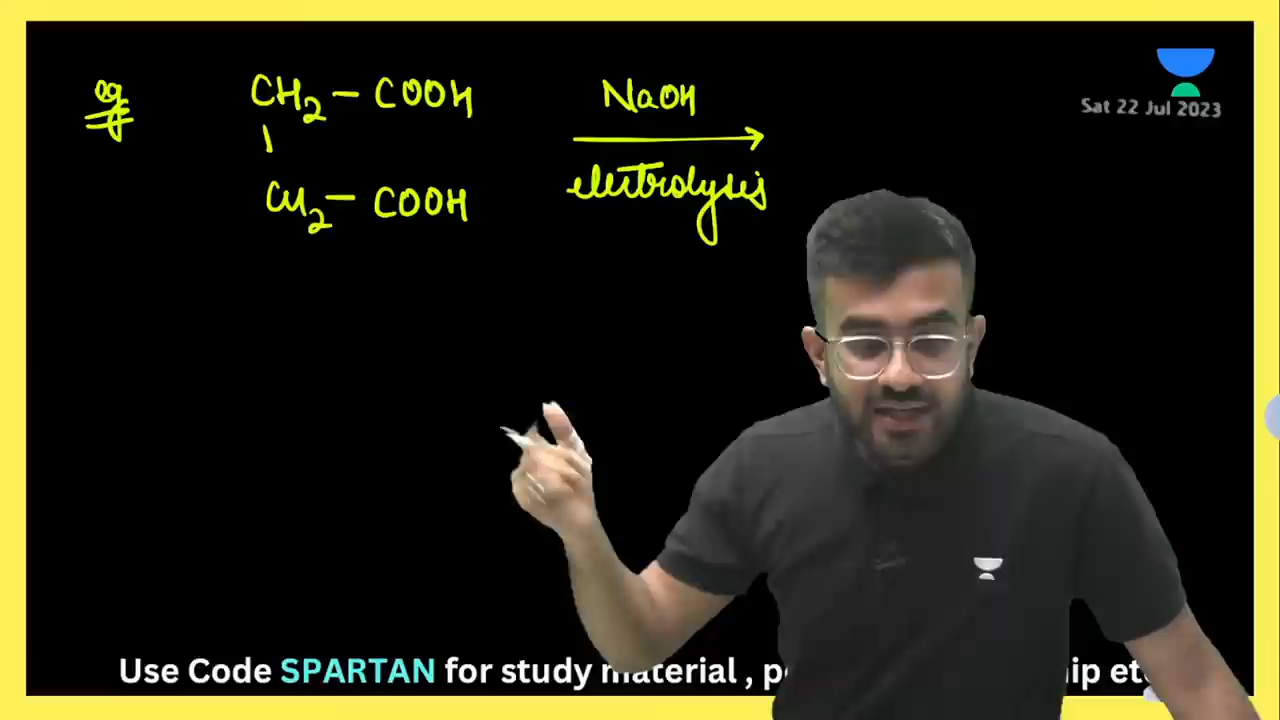 eg CH2 - COOH NaOH
CH2 - COOH electrolysis
Sat 22 Jul 2023
Use Code SPARTAN for study material,